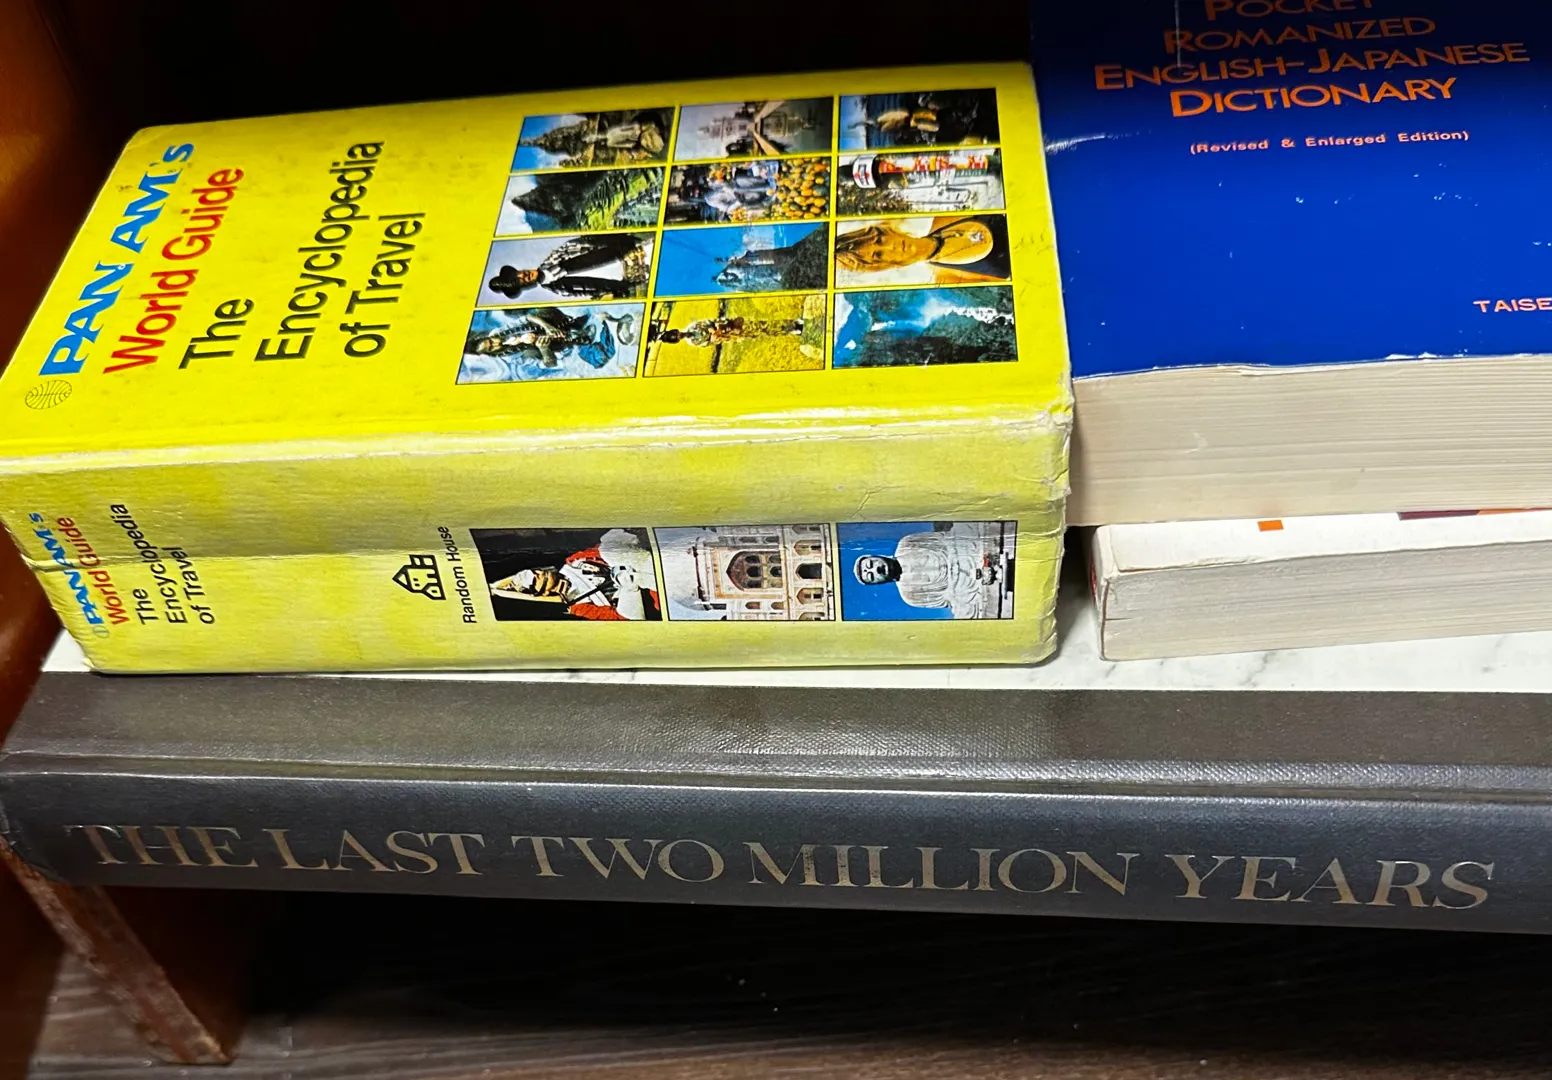 PAN AM's
World Guide
The
Encyclopedia
of Travel
POCKET
ROMANIZED
ENGLISH-JAPANESE
DICTIONARY
(Revised & Enlarged Edition)
PAN AM's
World Guide
The
Encyclopedia
of Travel
Random House
THE LAST TWO MILLION YEARS